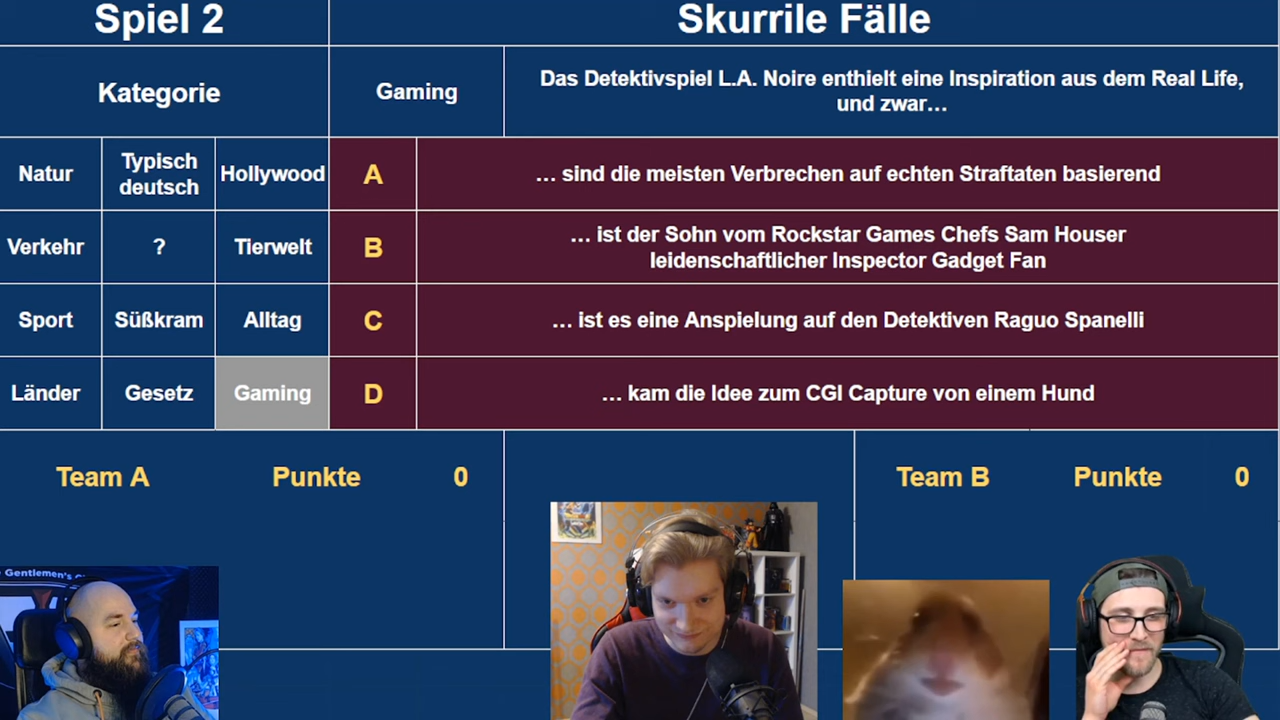 Spiel 2
Skurrile Fälle
Kategorie
Gaming
Das Detektivspiel L.A. Noire enthielt eine Inspiration aus dem Real Life,
und zwar…
Natur
Typisch
deutsch
Hollywood
A
… sind die meisten Verbrechen auf echten Straftaten basierend
Verkehr
?
Tierwelt
B
… ist der Sohn vom Rockstar Games Chefs Sam Houser
leidenschaftlicher Inspector Gadget Fan
Sport
Süßkram
Alltag
C
… ist es eine Anspielung auf den Detektiven Raguo Spanelli
Länder
Gesetz
Gaming
D
… kam die Idee zum CGI Capture von einem Hund
Team A
Punkte
0
Team B
Punkte
0
Gentlemen's